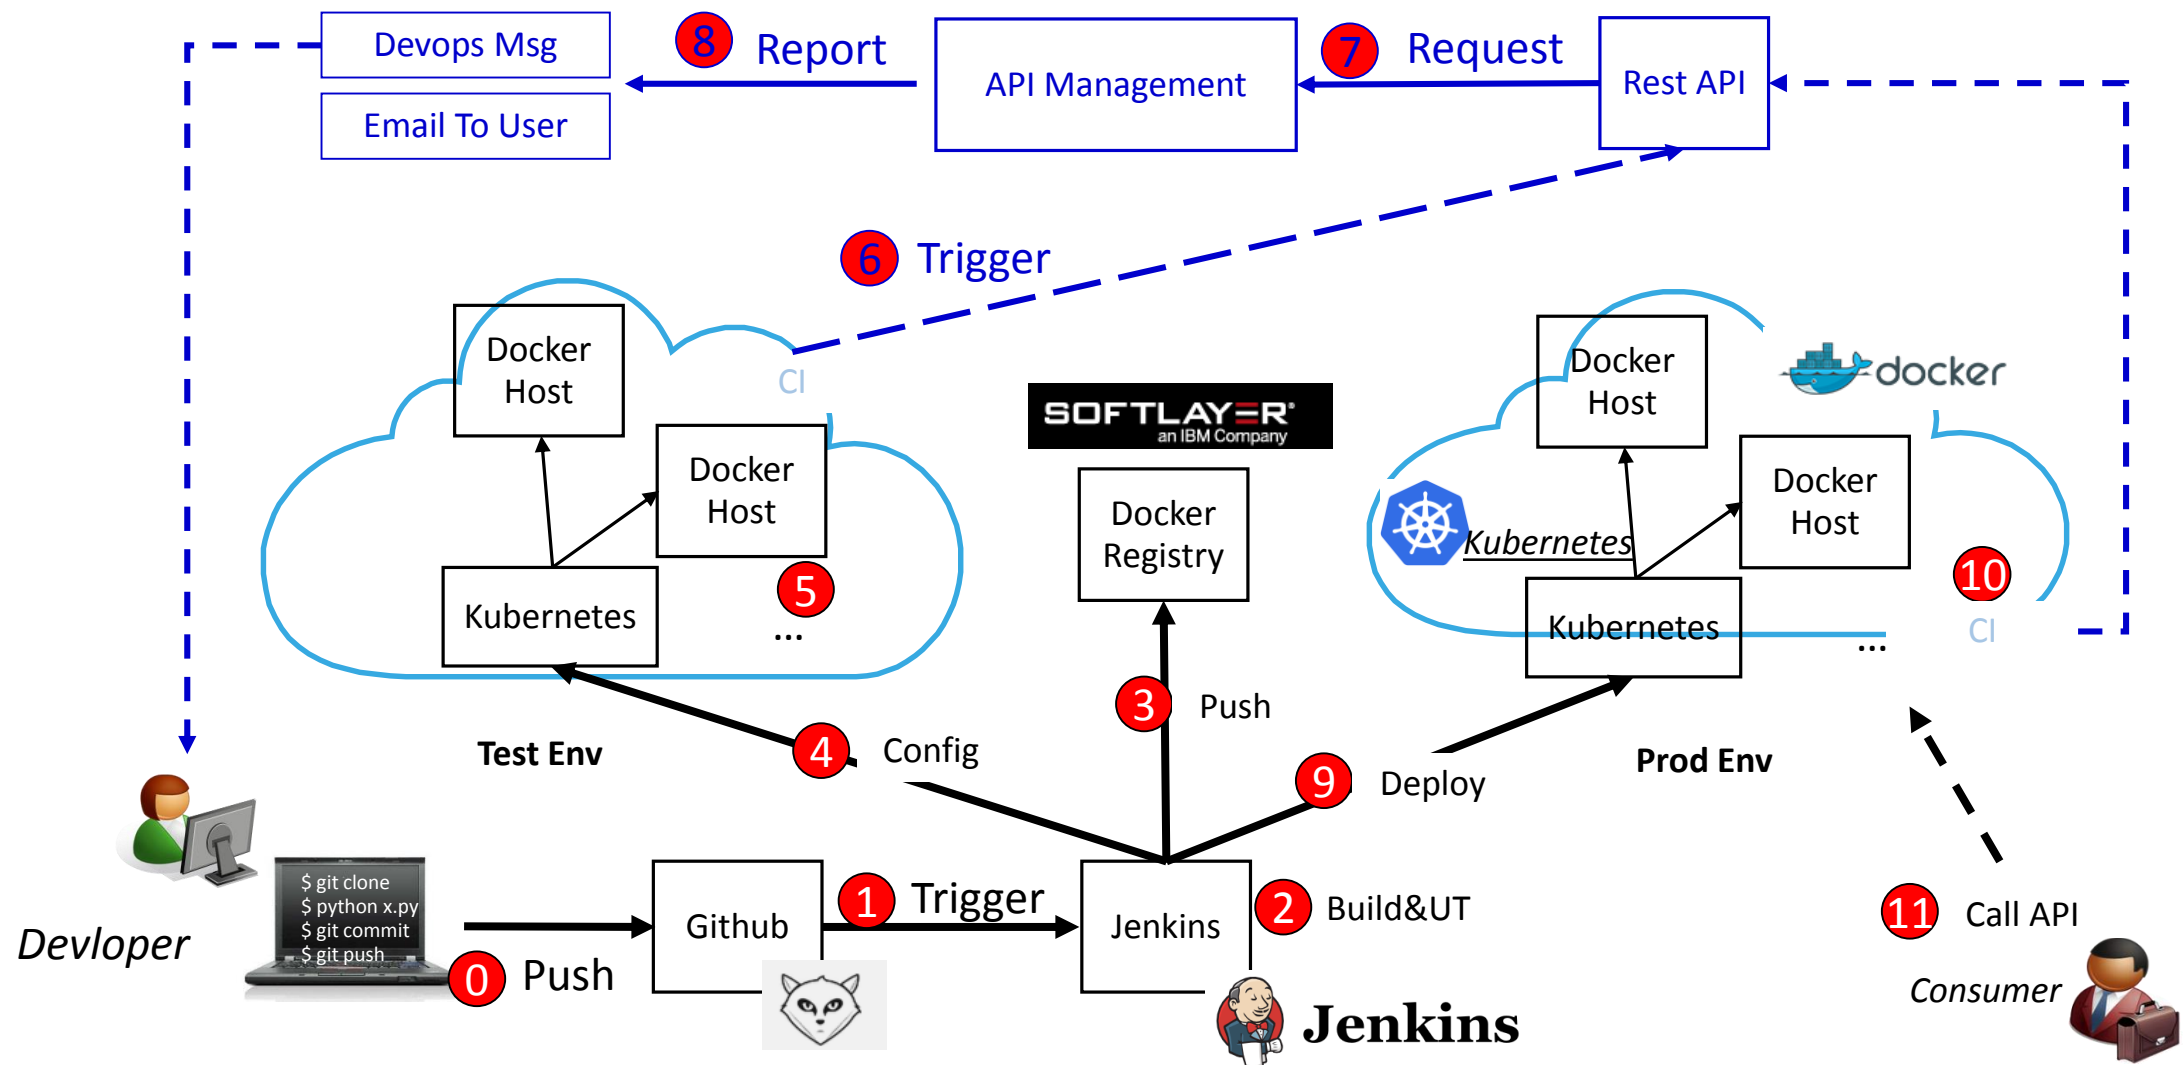 Devops Msg
Email To User
8 Report
API Management
7 Request
Rest API
6 Trigger
Docker
Host
CI
Docker
Host
5
...
Kubernetes
Test Env
SOFTLAYER®
an IBM Company
Docker
Registry
3 Push
4 Config
9 Deploy
Docker
Host
docker
Docker
Host
Kubernetes
Kubernetes
10
CI
...
Prod Env
Devloper
$ git clone
$ python x.py
$ git commit
$ git push
0 Push
Github
1 Trigger
Jenkins
2 Build&UT
Jenkins
11 Call API
Consumer